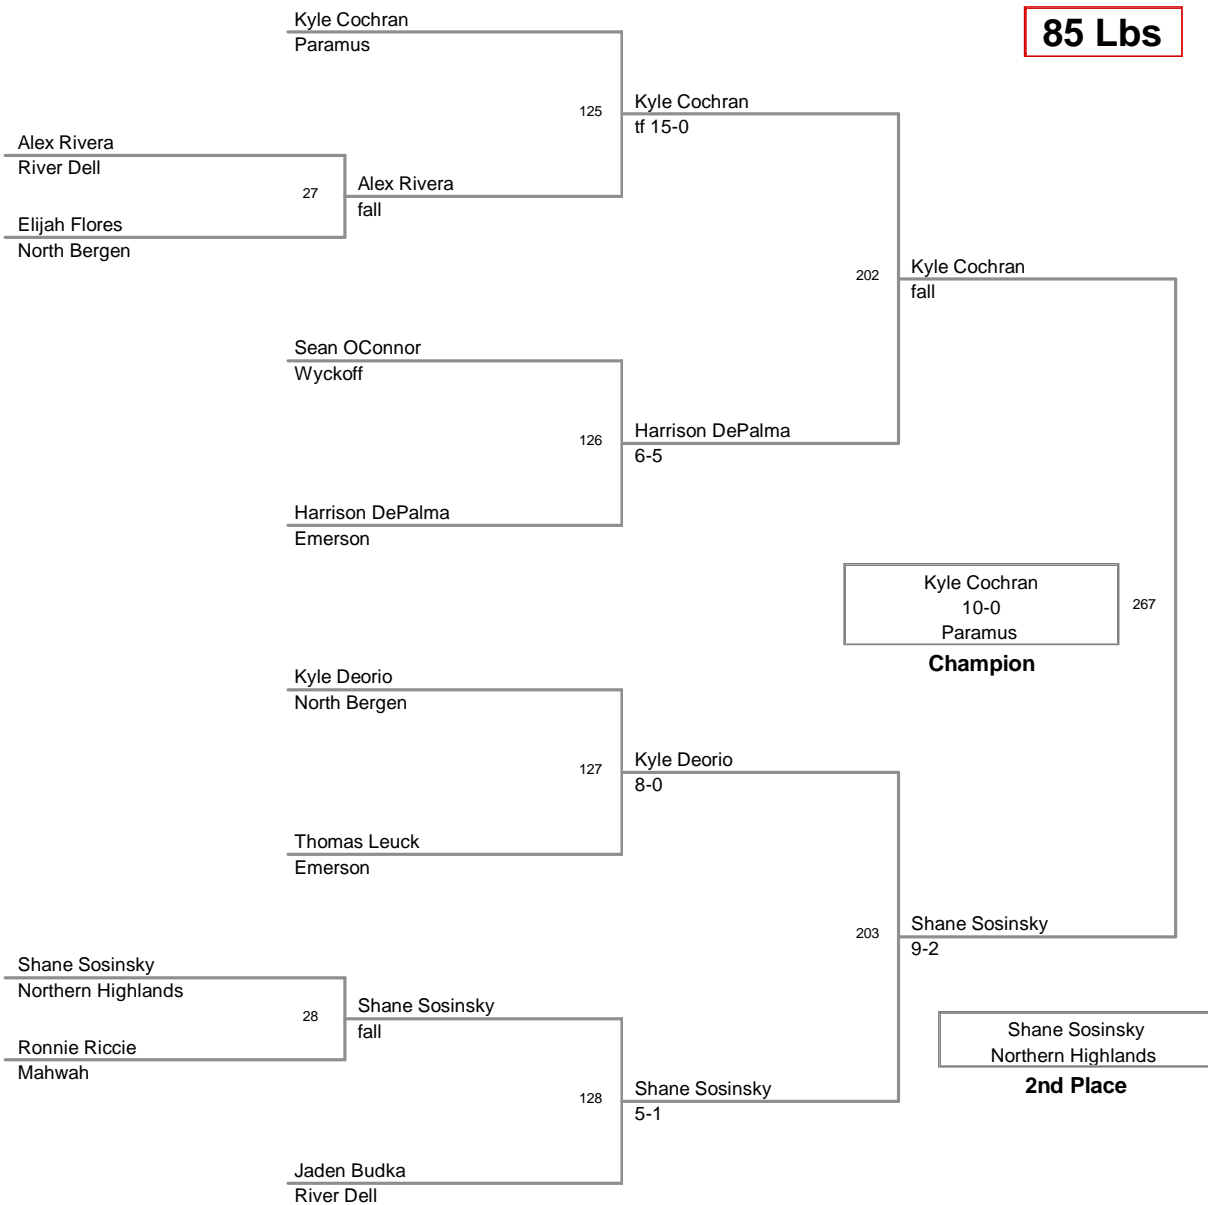 Kyle Cochran
Paramus
85 Lbs
125
Kyle Cochran
tf 15-0
Alex Rivera
River Dell
27
Alex Rivera
fall
Elijah Flores
North Bergen
202
Kyle Cochran
fall
Sean OConnor
Wyckoff
126
Harrison DePalma
6-5
Harrison DePalma
Emerson
Kyle Cochran
10-0
Paramus
267
Champion
Kyle Deorio
North Bergen
127
Kyle Deorio
8-0
Thomas Leuck
Emerson
203
Shane Sosinsky
9-2
Shane Sosinsky
Northern Highlands
28
Shane Sosinsky
fall
Ronnie Riccie
Mahwah
Shane Sosinsky
Northern Highlands
2nd Place
128
Shane Sosinsky
5-1
Jaden Budka
River Dell